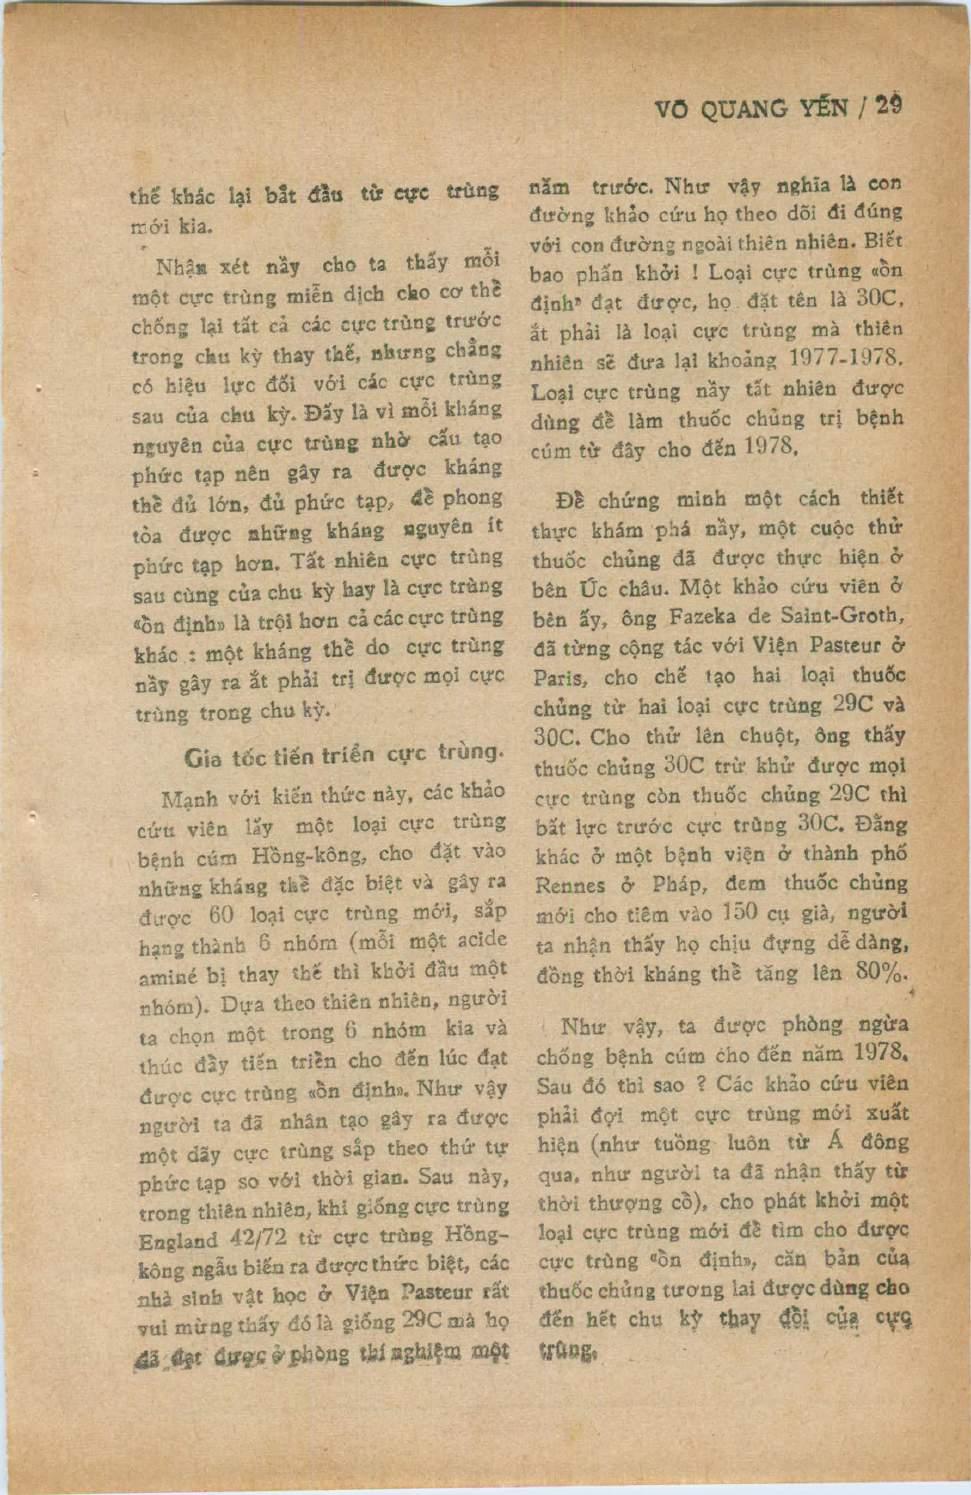 VÕ QUANG YẾN / 29
thế khác lại bắt đầu từ cực trùng
mới kia.
Nhận xét nầy cho ta thấy mỗi
một cực trùng miễn dịch cho cơ thể
chống lại tất cả các cực trùng trước
trong chu kỳ thay thế, nhưng chẳng
có hiệu lực đối với các cực trùng
sau của chu kỳ. Đấy là vì mỗi kháng
nguyên của cực trùng nhờ cấu tạo
phức tạp nên gây ra được kháng
thể đủ lớn, đủ phức tạp, để phong
tỏa được những kháng nguyên ít
phức tạp hơn. Tất nhiên cực trùng
sau cùng của chu kỳ hay là cực trùng
«ổn định» là trội hơn cả các cực trùng
khác : một kháng thể do cực trùng
nầy gây ra ắt phải trị được mọi cực
trùng trong chu kỳ.
Gia tốc tiến triển cực trùng.
Mạnh với kiến thức này, các khảo
cứu viên lấy một loại cực trùng
bệnh cúm Hồng-kông, cho đặt vào
những kháng thể đặc biệt và gây ra
được 60 loại cực trùng mới, sắp
hạng thành 6 nhóm (mỗi một acide
aminé bị thay thế thì khởi đầu một
nhóm). Dựa theo thiên nhiên, người
ta chọn một trong 6 nhóm kia và
thúc đẩy tiến triển cho đến lúc đạt
được cực trùng «ổn định». Như vậy
người ta đã nhân tạo gây ra được
một dãy cực trùng sắp theo thứ tự
phức tạp so với thời gian. Sau này,
trong thiên nhiên, khi giống cực trùng
England 42/72 từ cực trùng Hồng-
kông ngẫu biến ra được thức biệt, các
nhà sinh vật học ở Viện Pasteur rất
vui mừng thấy đó là giống 29C mà họ
đã đạt được ở phòng thí nghiệm một
năm trước. Như vậy nghĩa là con
đường khảo cứu họ theo dõi đi đúng
với con đường ngoài thiên nhiên. Biết
bao phấn khởi ! Loại cực trùng «ổn
định» đạt được, họ đặt tên là 30C,
ắt phải là loại cực trùng mà thiên
nhiên sẽ đưa lại khoảng 1977-1978.
Loại cực trùng nầy tất nhiên được
dùng để làm thuốc chủng trị bệnh
cúm từ đây cho đến 1978.
Để chứng minh một cách thiết
thực khám phá nầy, một cuộc thử
thuốc chủng đã được thực hiện ở
bên Úc châu. Một khảo cứu viên ở
bên ấy, ông Fazeka de Saint-Groth,
đã từng cộng tác với Viện Pasteur ở
Paris, cho chế tạo hai loại thuốc
chủng từ hai loại cực trùng 29C và
30C. Cho thử lên chuột, ông thấy
thuốc chủng 30C trừ khử được mọi
cực trùng còn thuốc chủng 29C thì
bất lực trước cực trùng 30C. Đằng
khác ở một bệnh viện ở thành phố
Rennes ở Pháp, đem thuốc chủng
mới cho tiêm vào 150 cụ già, người
ta nhận thấy họ chịu đựng dễ dàng,
đồng thời kháng thể tăng lên 80%.
Như vậy, ta được phòng ngừa
chống bệnh cúm cho đến năm 1978.
Sau đó thì sao ? Các khảo cứu viên
phải đợi một cực trùng mới xuất
hiện (như tuồng luôn từ Á đông
qua, như người ta đã nhận thấy từ
thời thượng cổ), cho phát khởi một
loại cực trùng mới để tìm cho được
cực trùng «ổn định», căn bản của
thuốc chủng tương lai được dùng cho
đến hết chu kỳ thay đổi của cực
trùng.